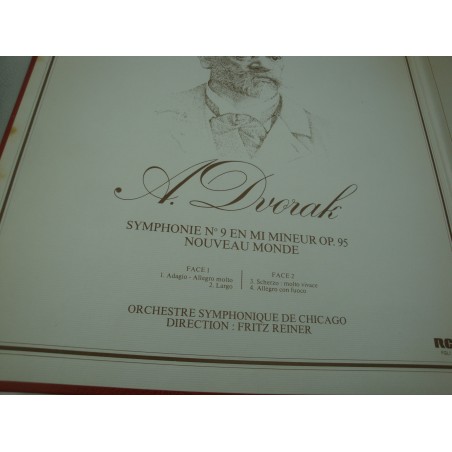 A. Dvorak
SYMPHONIE N° 9 EN MI MINEUR OP. 95
NOUVEAU MONDE
FACE 1
1. Adagio - Allegro molto
2. Largo
FACE 2
3. Scherzo - molto vivace
4. Allegro con fuoco
ORCHESTRE SYMPHONIQUE DE CHICAGO
DIRECTION : FRITZ REINER